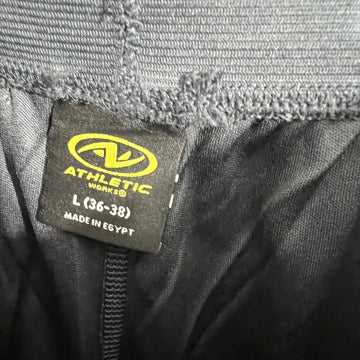 ATHLETIC
WORKS®
L (36-38)
MADE IN EGYPT